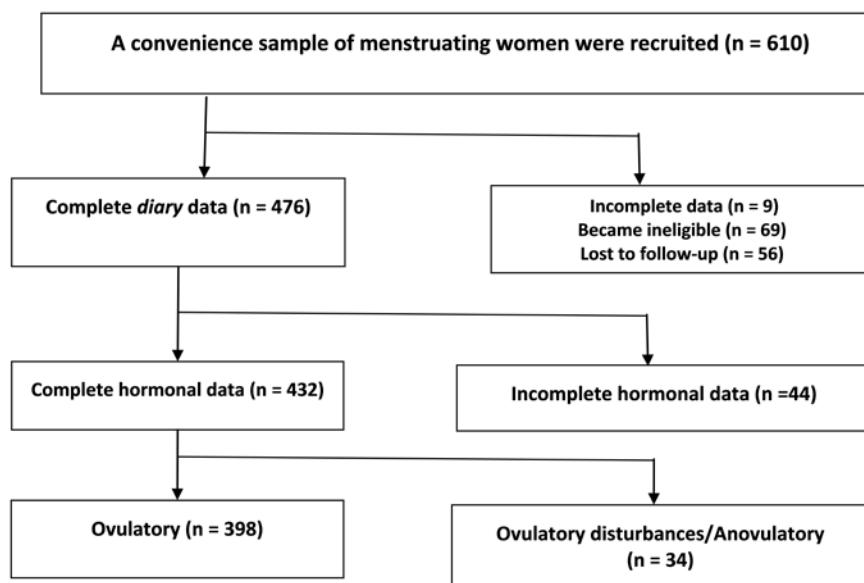 A convenience sample of menstruating women were recruited (n = 610)
Complete diary data (n = 476)
Incomplete data (n = 9)
Became ineligible (n = 69)
Lost to follow-up (n = 56)
Complete hormonal data (n = 432)
Incomplete hormonal data (n =44)
Ovulatory (n = 398)
Ovulatory disturbances/Anovulatory
(n = 34)